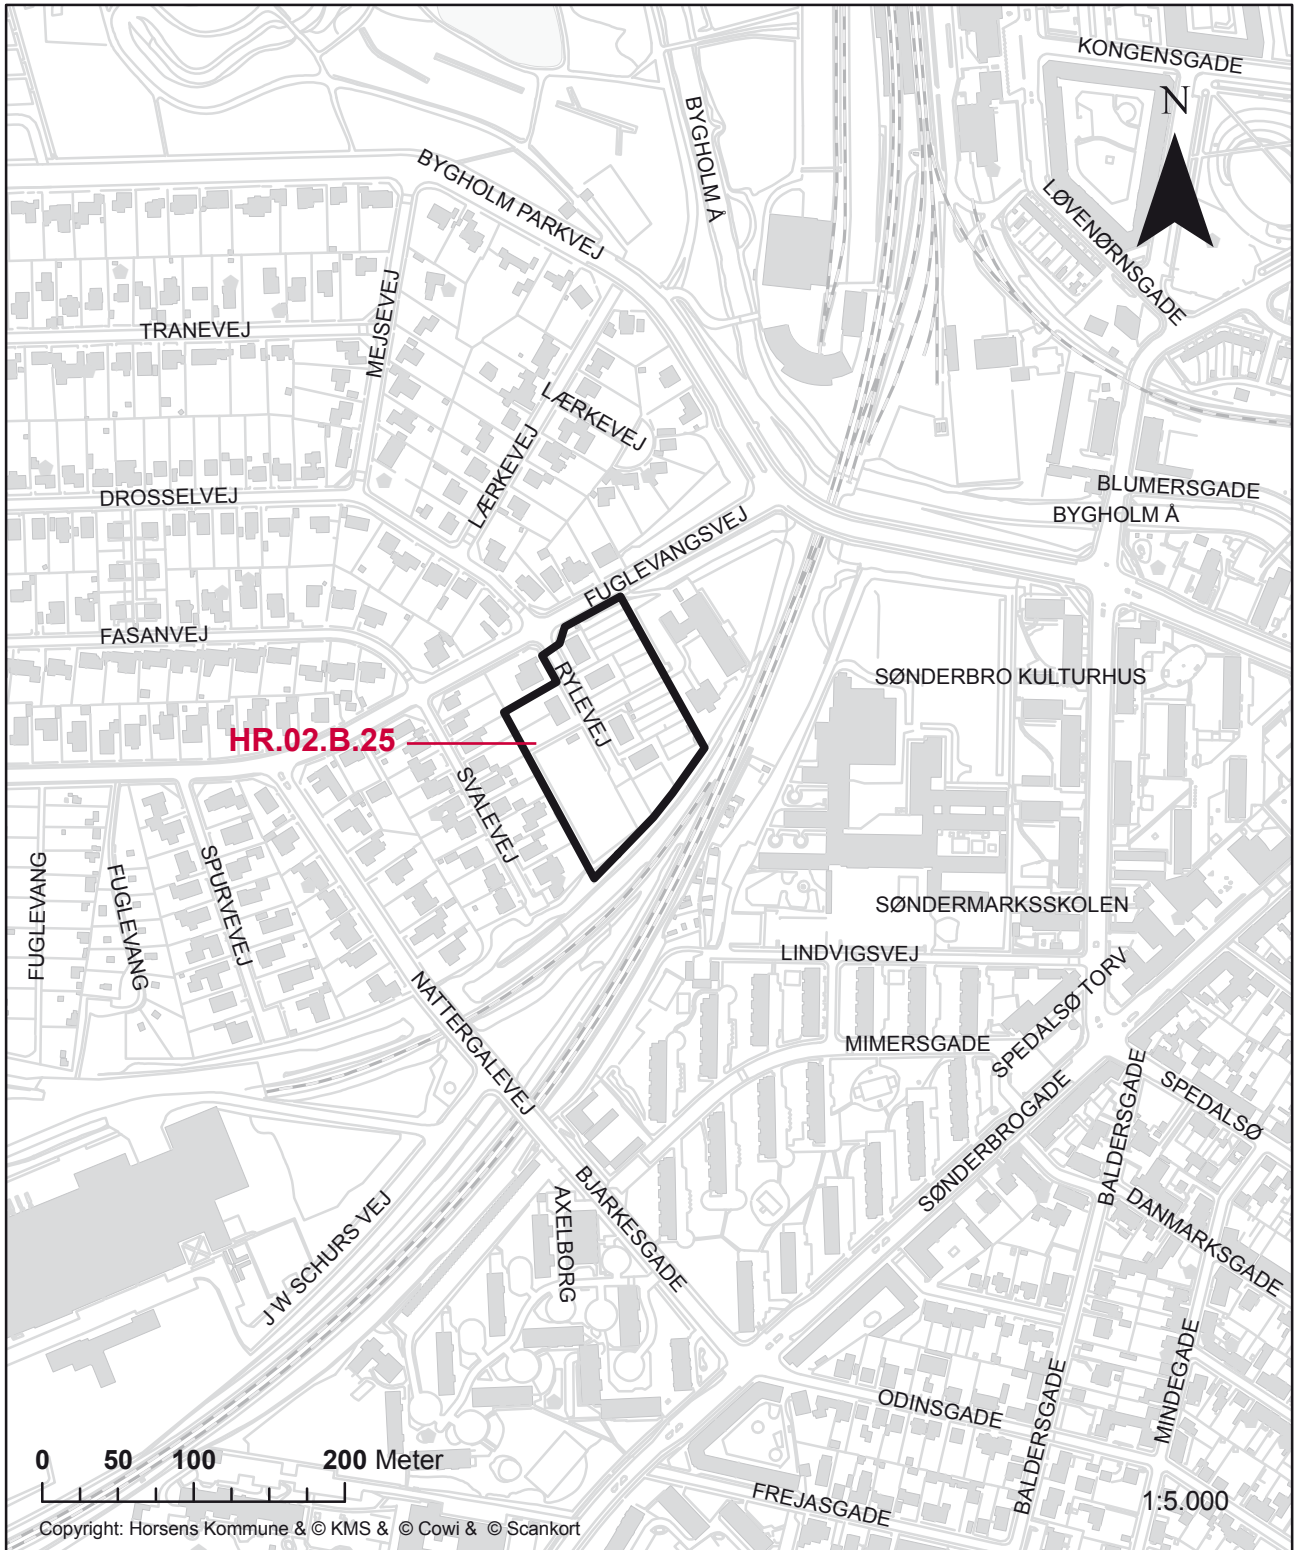 KONGENSGADE
N
BYGHOLM Å
BYGHOLM PARKVEJ
LØVENØRNSGADE
MEJSEVEJ
TRANEVEJ
LÆRKEVEJ
LÆRKEVEJ
DROSSELVEJ
BLUMERSGADE
BYGHOLM Å
FUGLEVANGSVEJ
FASANVEJ
RYLEVEJ
SØNDERBRO KULTURHUS
HR.02.B.25
SVALEVEJ
FUGLEVANG
FUGLEVANG
SPURVEVEJ
SØNDERMARKSSKOLEN
LINDVIGSVEJ
SPEDALSØ TORV
NATTERGALEVEJ
MIMERSGADE
SPEDALSØ
SØNDERBROGADE
BALDERSGADE
DANMARKSGADE
J W SCHURS VEJ
AXELBORG
BJARKESGADE
MINDEGADE
ODINSGADE
BALDERSGADE
FREJASGADE
0 50 100 200 Meter
1:5.000
Copyright: Horsens Kommune & © KMS & © Cowi & © Scankort